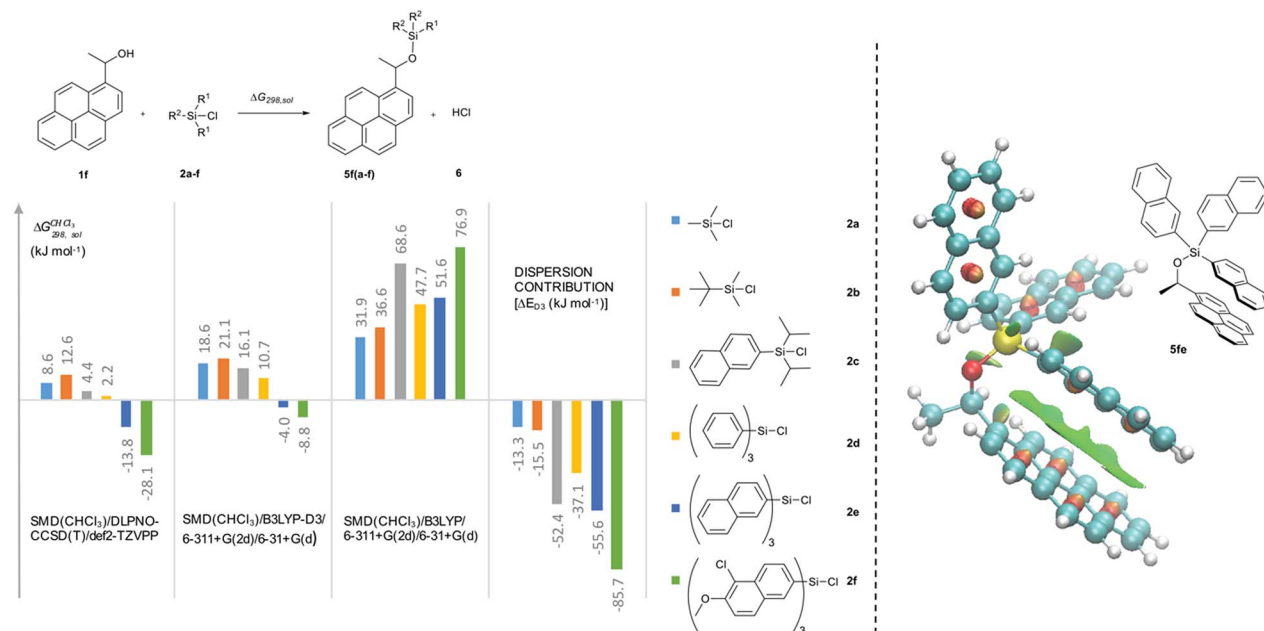 OH
+
R¹
R²-Si-Cl
R¹
ΔG298,sol
R²
R² R¹
Si
O
+
HCl
1f
2a-f
5f(a-f)
6
ΔG298, sol CHCl₃
(kJ mol⁻¹)
8.6
12.6
4.4
2.2
-13.8
-28.1
SMD(CHCl₃)/DLPNO-
CCSD(T)/def2-TZVPP
18.6
21.1
16.1
10.7
-4.0
-8.8
SMD(CHCl₃)/B3LYP-D3/
6-311+G(2d)/6-31+G(d)
31.9
36.6
68.6
47.7
51.6
76.9
SMD(CHCl₃)/B3LYP/
6-311+G(2d)/6-31+G(d)
DISPERSION
CONTRIBUTION
[ΔE_D3 (kJ mol⁻¹)]
-13.3
-15.5
-52.4
-37.1
-55.6
-85.7
Si-Cl
2a
Si-Cl
2b
Si-Cl
2c
Si-Cl
3
2d
Si-Cl
3
2e
Cl
Si-Cl
O
3
2f
Si
O
5fe